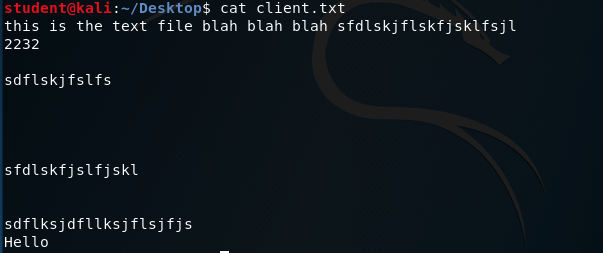 student@kali:~/Desktop$ cat client.txt
this is the text file blah blah blah sfdlskjflskfjsklfsjl
2232
sdflskjfslfs
sfdlskfjslfjskl
sdflksjdfllksjflsjfjs
Hello